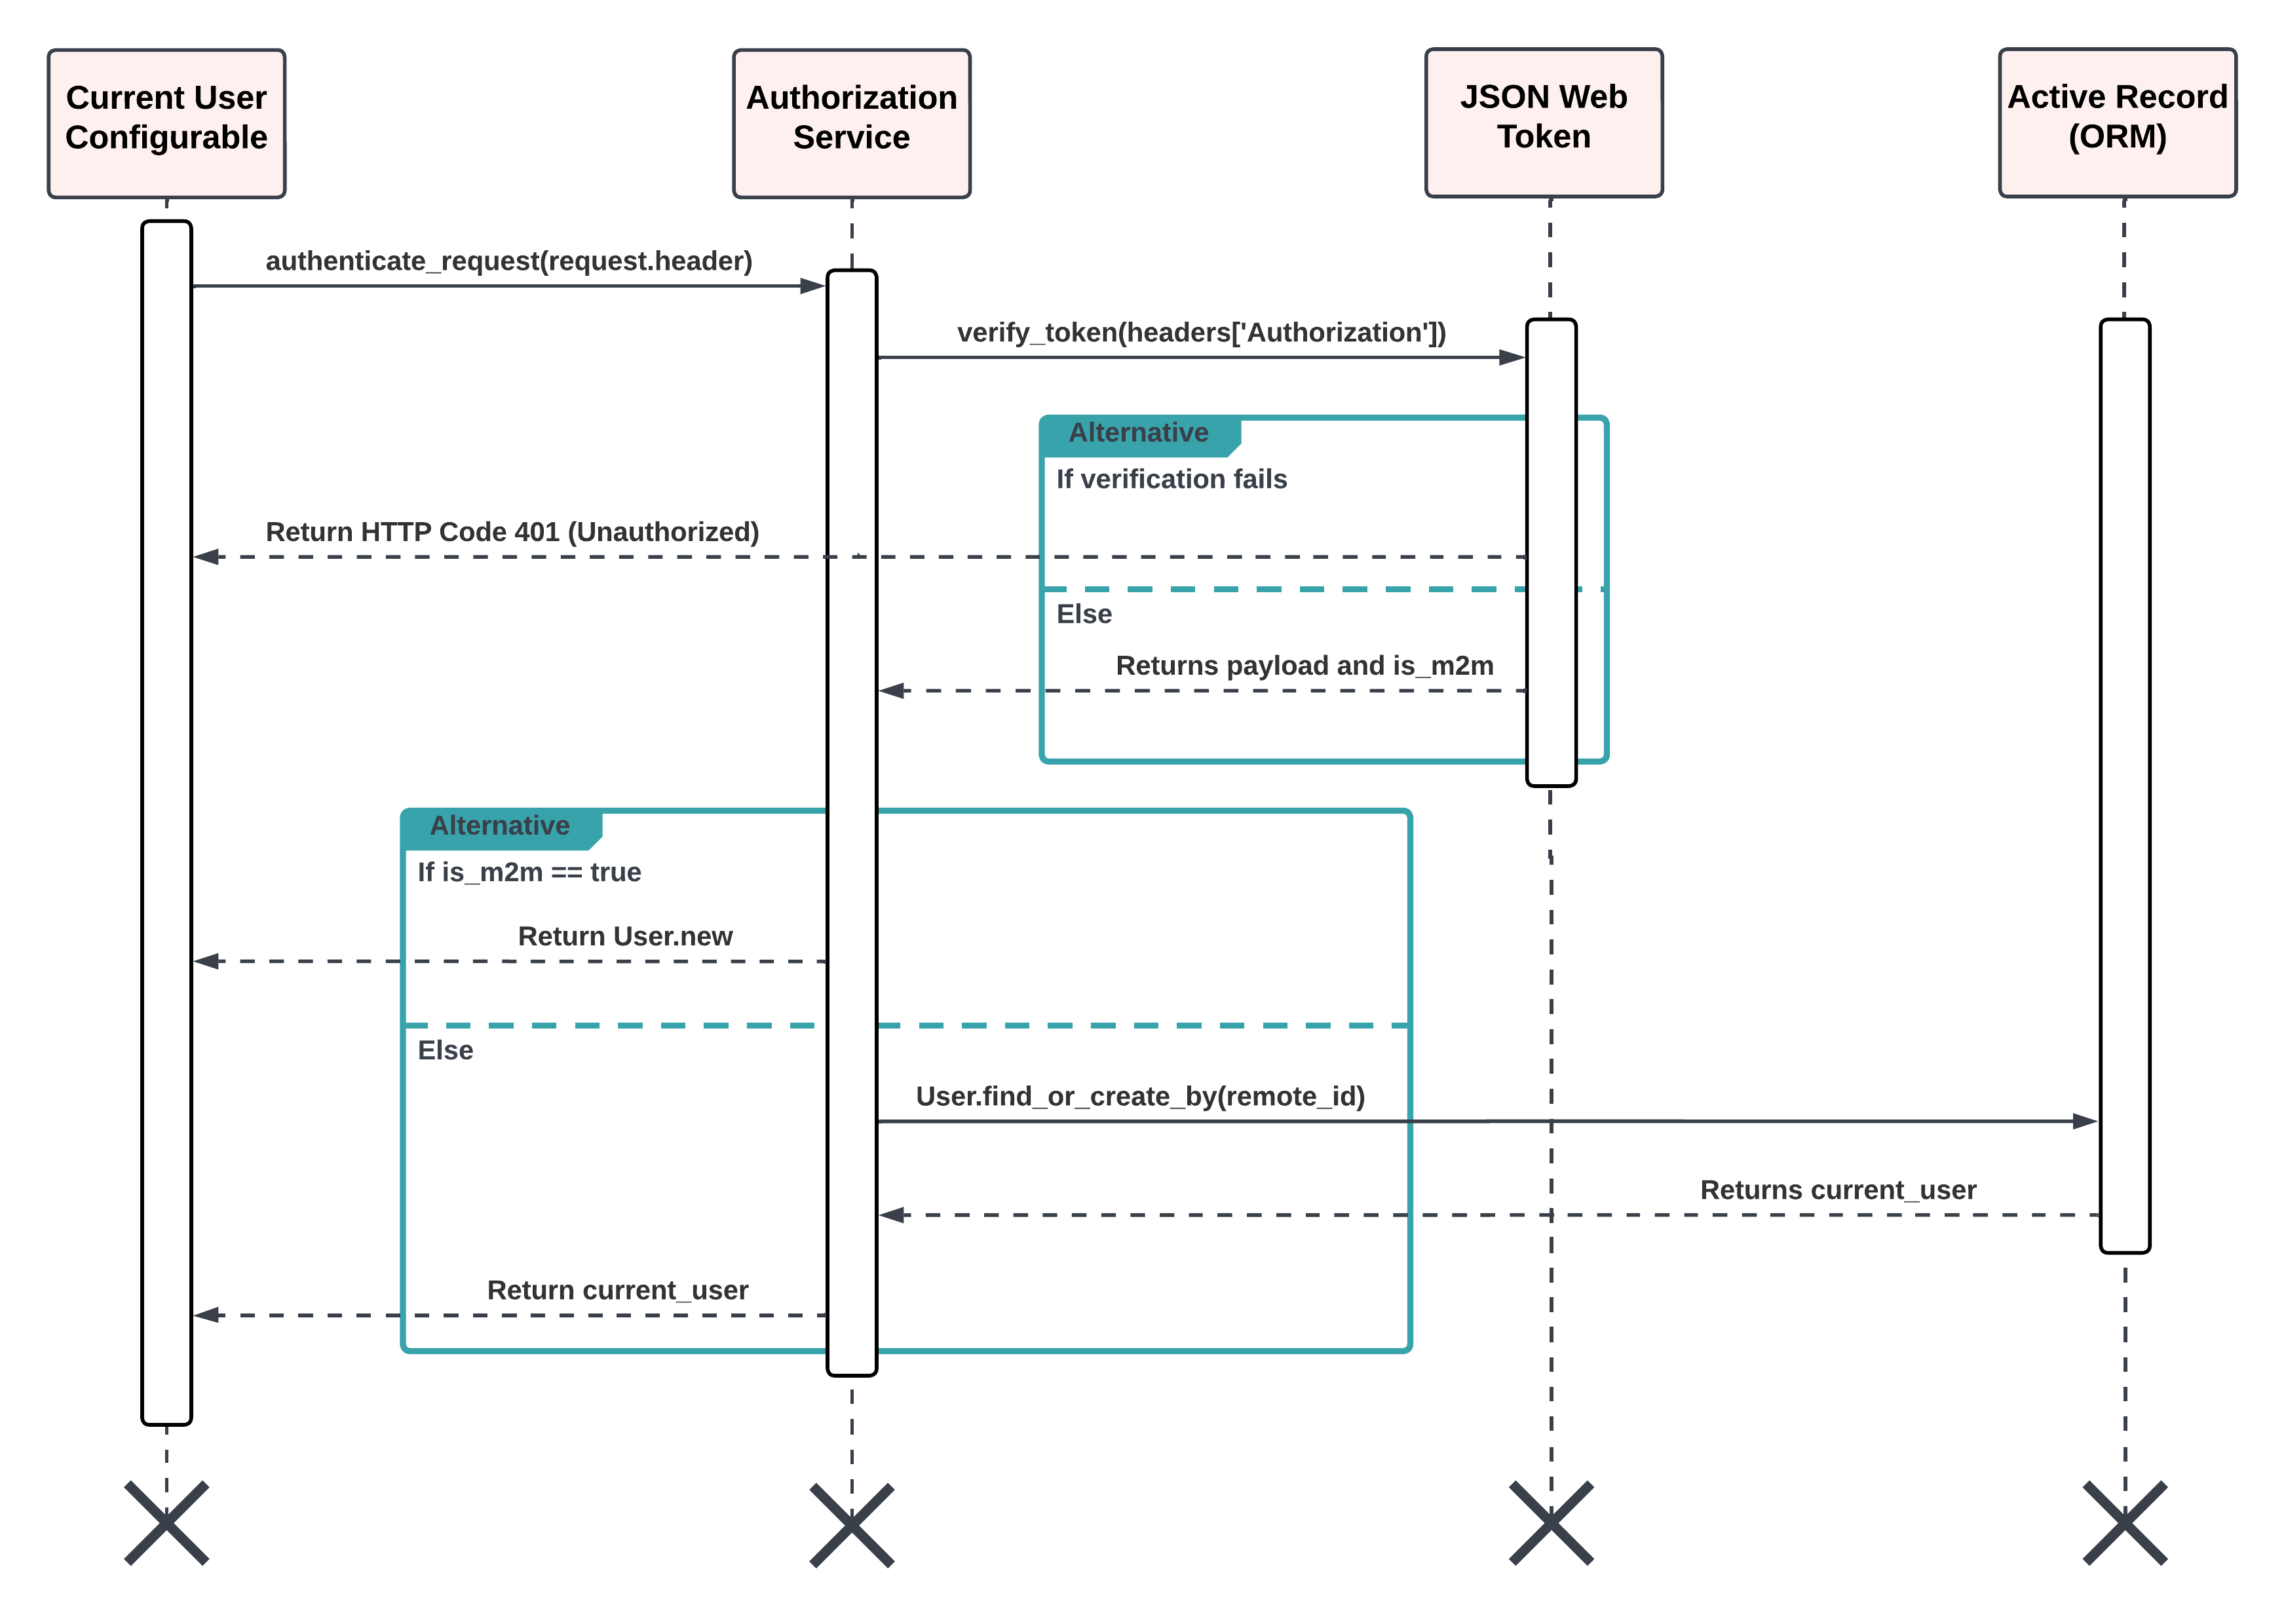 Current User
Configurable
Authorization
Service
JSON Web
Token
Active Record
(ORM)
authenticate_request(request.header)
verify_token(headers['Authorization'])
Alternative
If verification fails
Return HTTP Code 401 (Unauthorized)
Else
Returns payload and is_m2m
Alternative
If is_m2m == true
Return User.new
Else
User.find_or_create_by(remote_id)
Returns current_user
Return current_user